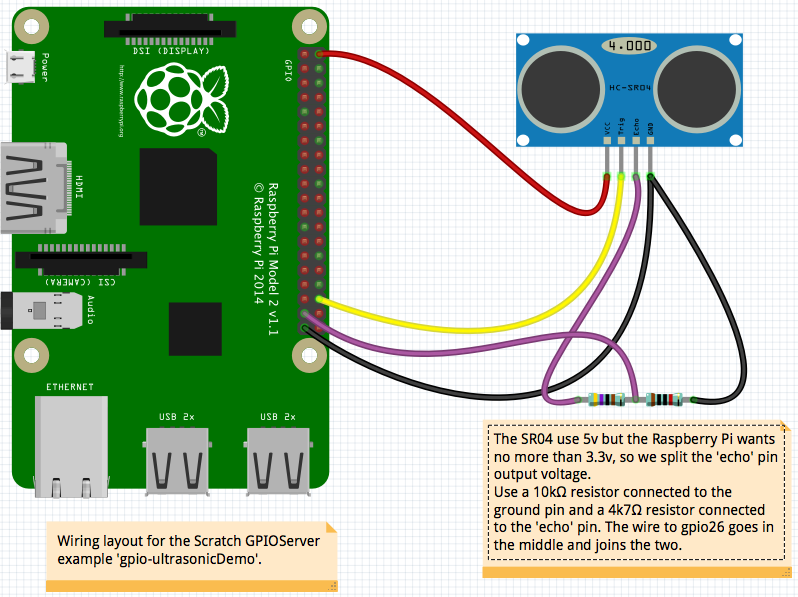 DSI (DISPLAY)
Power
http://www.raspberrypi.org
GPIO
HDMI
Raspberry Pi Model 2 v1.1
© Raspberry Pi 2014
CSI (CAMERA)
Audio
ETHERNET
USB 2x
USB 2x
4.000
HC-SR04
VCC
Trig
Echo
GND
The SR04 use 5v but the Raspberry Pi wants
no more than 3.3v, so we split the 'echo' pin
output voltage.
Use a 10kΩ resistor connected to the
ground pin and a 4k7Ω resistor connected
to the 'echo' pin. The wire to gpio26 goes in
the middle and joins the two.
Wiring layout for the Scratch GPIOServer
example 'gpio-ultrasonicDemo'.